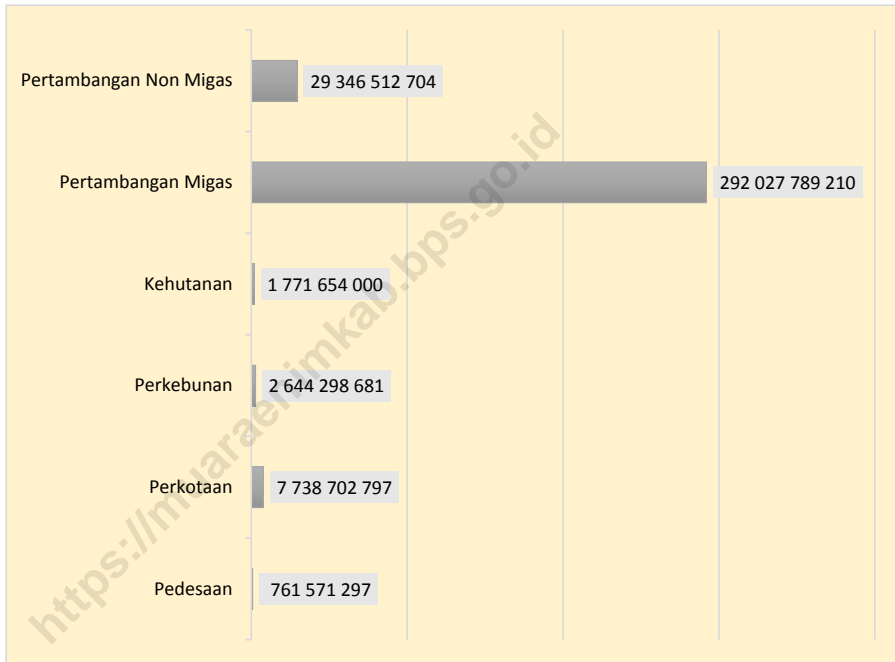 Pertambangan Non Migas 29 346 512 704
Pertambangan Migas 292 027 789 210
Kehutanan 1 771 654 000
Perkebunan 2 644 298 681
Perkotaan 7 738 702 797
Pedesaan 761 571 297
https://muaraenimkab.bps.go.id